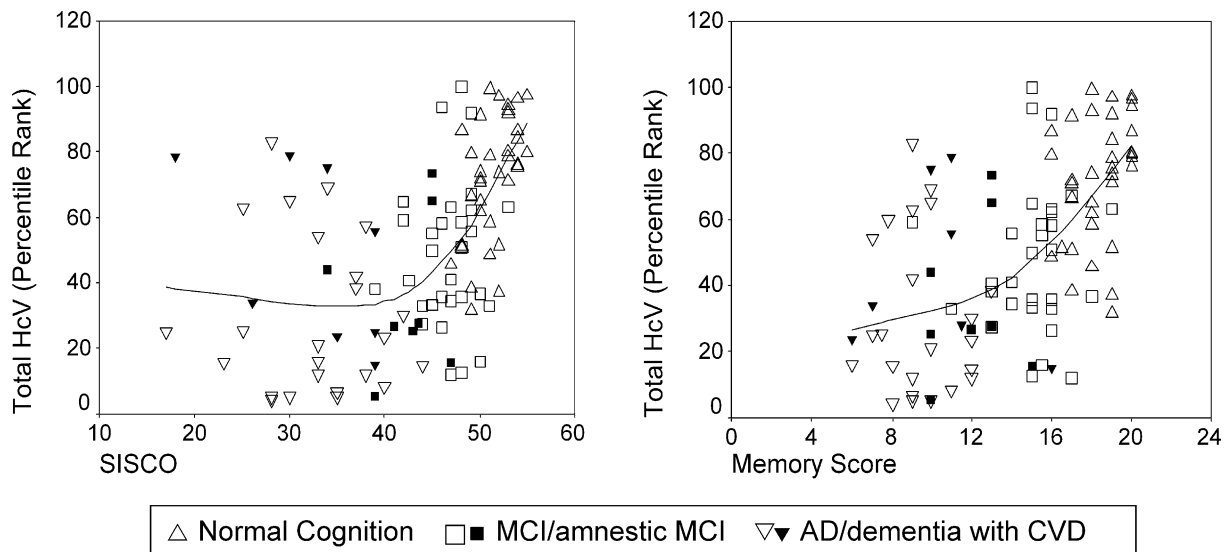 120
100
80
60
40
20
0
Total HcV (Percentile Rank)
10 20 30 40 50 60
SISCO
120
100
80
60
40
20
0
Total HcV (Percentile Rank)
0 4 8 12 16 20 24
Memory Score
Normal Cognition MCI/amnestic MCI AD/dementia with CVD